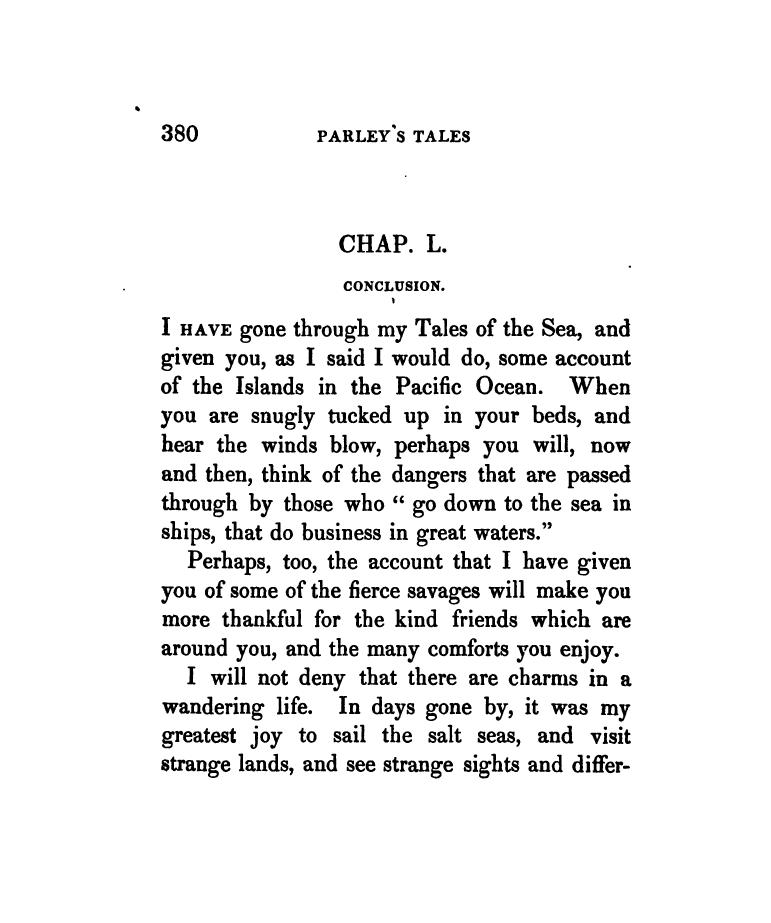 380 PARLEY'S TALES
CHAP. L.
CONCLUSION.
I HAVE gone through my Tales of the Sea, and
given you, as I said I would do, some account
of the Islands in the Pacific Ocean. When
you are snugly tucked up in your beds, and
hear the winds blow, perhaps you will, now
and then, think of the dangers that are passed
through by those who “ go down to the sea in
ships, that do business in great waters.”
Perhaps, too, the account that I have given
you of some of the fierce savages will make you
more thankful for the kind friends which are
around you, and the many comforts you enjoy.
I will not deny that there are charms in a
wandering life. In days gone by, it was my
greatest joy to sail the salt seas, and visit
strange lands, and see strange sights and differ-